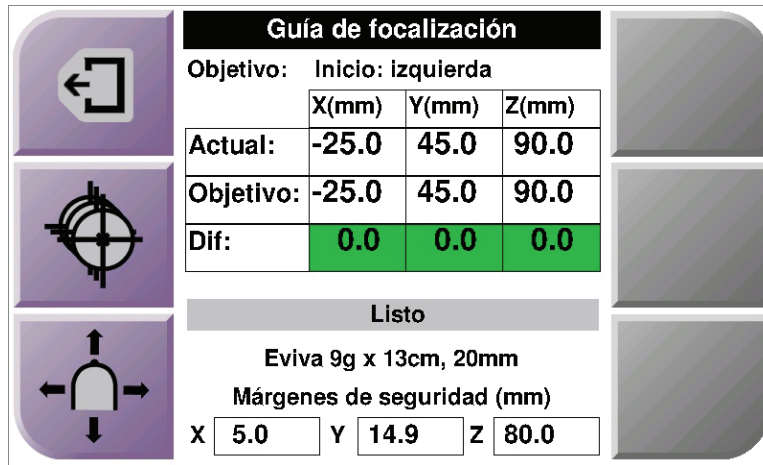 Guía de focalización
Objetivo: Inicio: izquierda
X(mm) Y(mm) Z(mm)
Actual: -25.0 45.0 90.0
Objetivo: -25.0 45.0 90.0
Dif: 0.0 0.0 0.0
Listo
Eviva 9g x 13cm, 20mm
Márgenes de seguridad (mm)
X 5.0 Y 14.9 Z 80.0